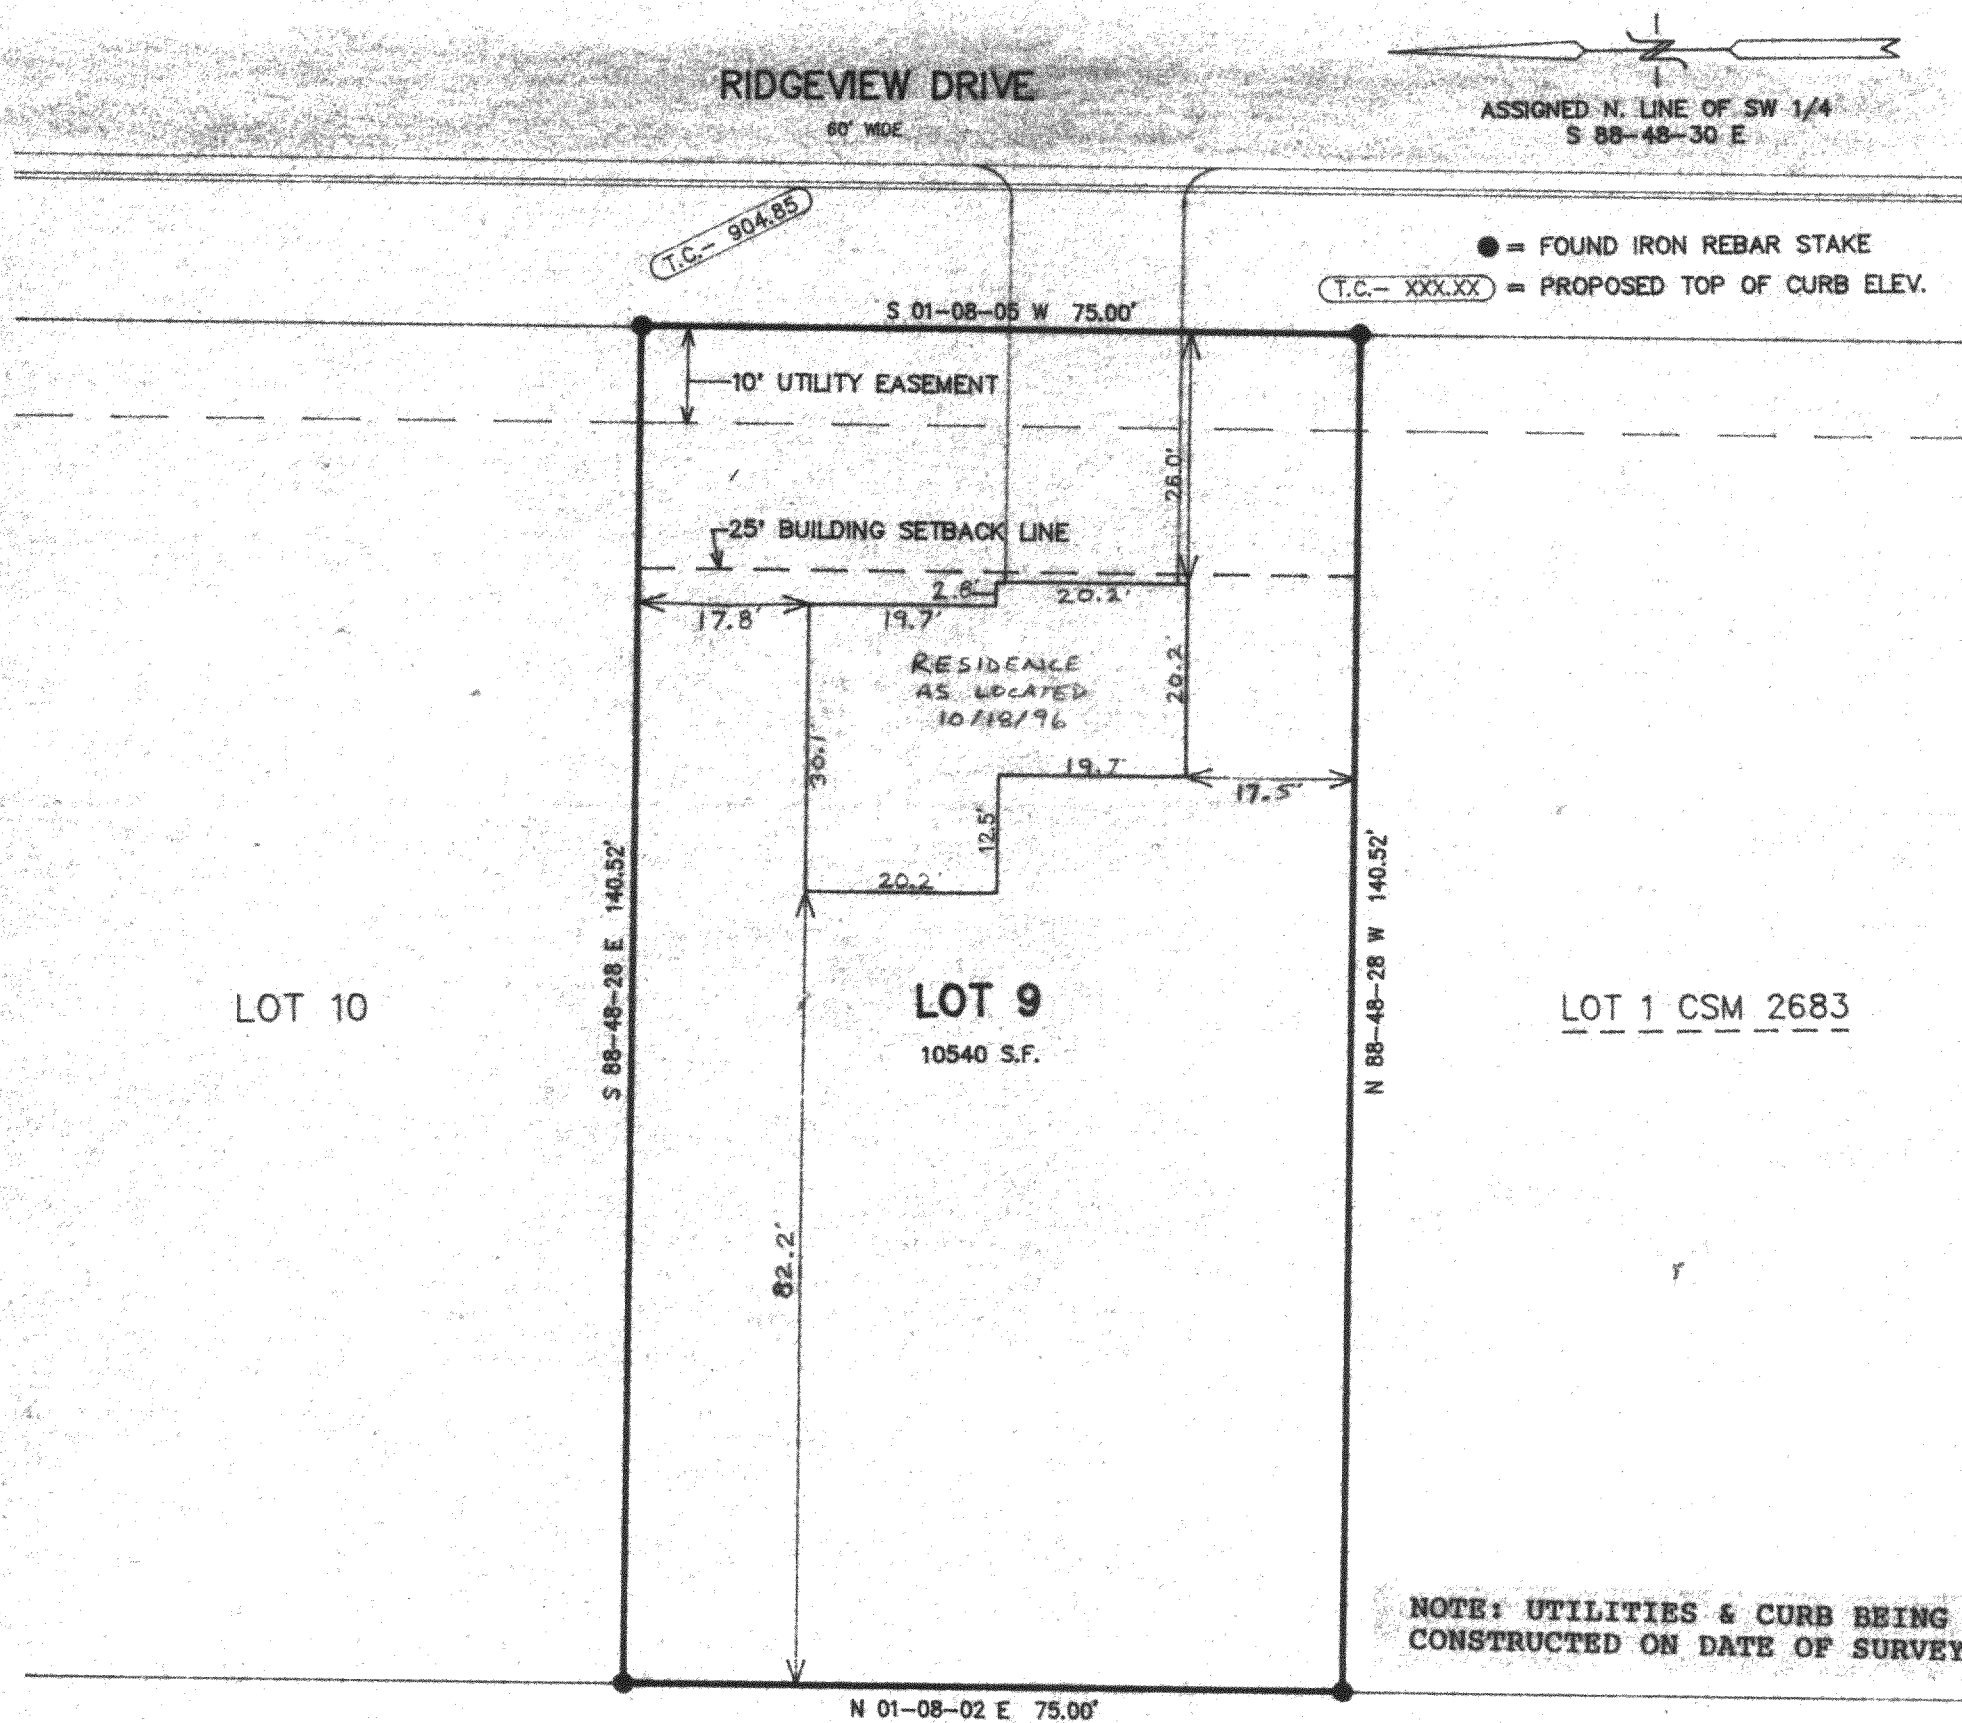 RIDGEVIEW DRIVE
60' WIDE
ASSIGNED N. LINE OF SW 1/4
S 88-48-30 E
T.C.- 904.85
● = FOUND IRON REBAR STAKE
T.C.- XXX.XX = PROPOSED TOP OF CURB ELEV.
S 01-08-05 W 75.00'
10' UTILITY EASEMENT
26.0'
25' BUILDING SETBACK LINE
2.8'
20.2'
17.8'
19.7'
RESIDENCE
AS LOCATED
10/18/96
20.2'
30.1'
19.7'
17.5'
12.5'
20.2'
S 88-48-28 E 140.52'
N 88-48-28 W 140.52'
LOT 10
LOT 9
10540 S.F.
LOT 1 CSM 2683
82.2'
NOTE: UTILITIES & CURB BEING
CONSTRUCTED ON DATE OF SURVEY
N 01-08-02 E 75.00'